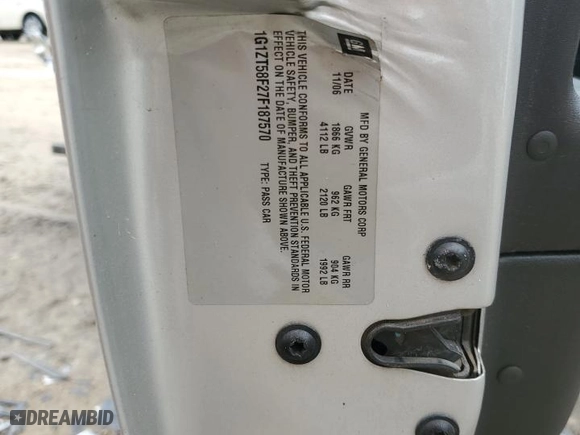 GM
MFD BY GENERAL MOTORS CORP
DATE GVWR GAWR FRT GAWR RR
11/06 1866 KG 962 KG 904 KG
4112 LB 2120 LB 1992 LB
THIS VEHICLE CONFORMS TO ALL APPLICABLE U.S. FEDERAL MOTOR
VEHICLE SAFETY, BUMPER, AND THEFT PREVENTION STANDARDS IN
EFFECT ON THE DATE OF MANUFACTURE SHOWN ABOVE.
1G1ZT58F27F187570 TYPE: PASS CAR
DREAMBID